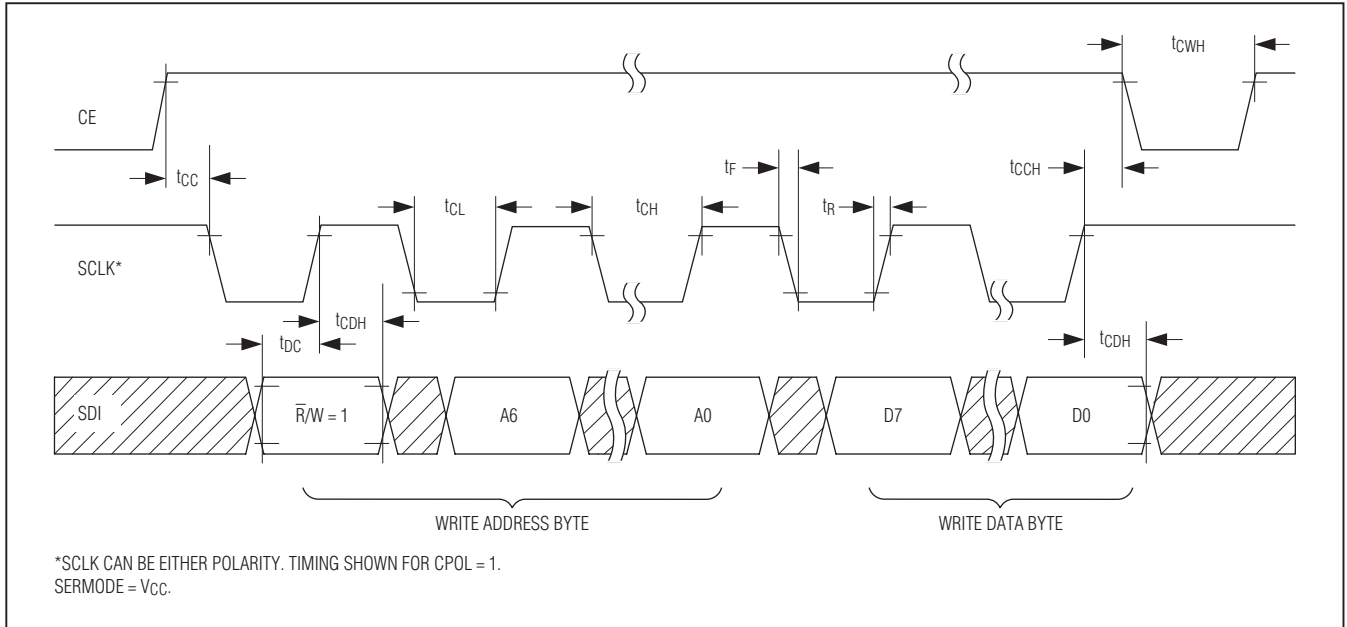 tCWH
CE
tCC
tF
tCCH
tCL
tCH
tR
SCLK*
tDC
tCDH
tCDH
SDI
R̅/W = 1
A6
A0
D7
D0
WRITE ADDRESS BYTE
WRITE DATA BYTE
*SCLK CAN BE EITHER POLARITY. TIMING SHOWN FOR CPOL = 1.
SERMODE = VCC.